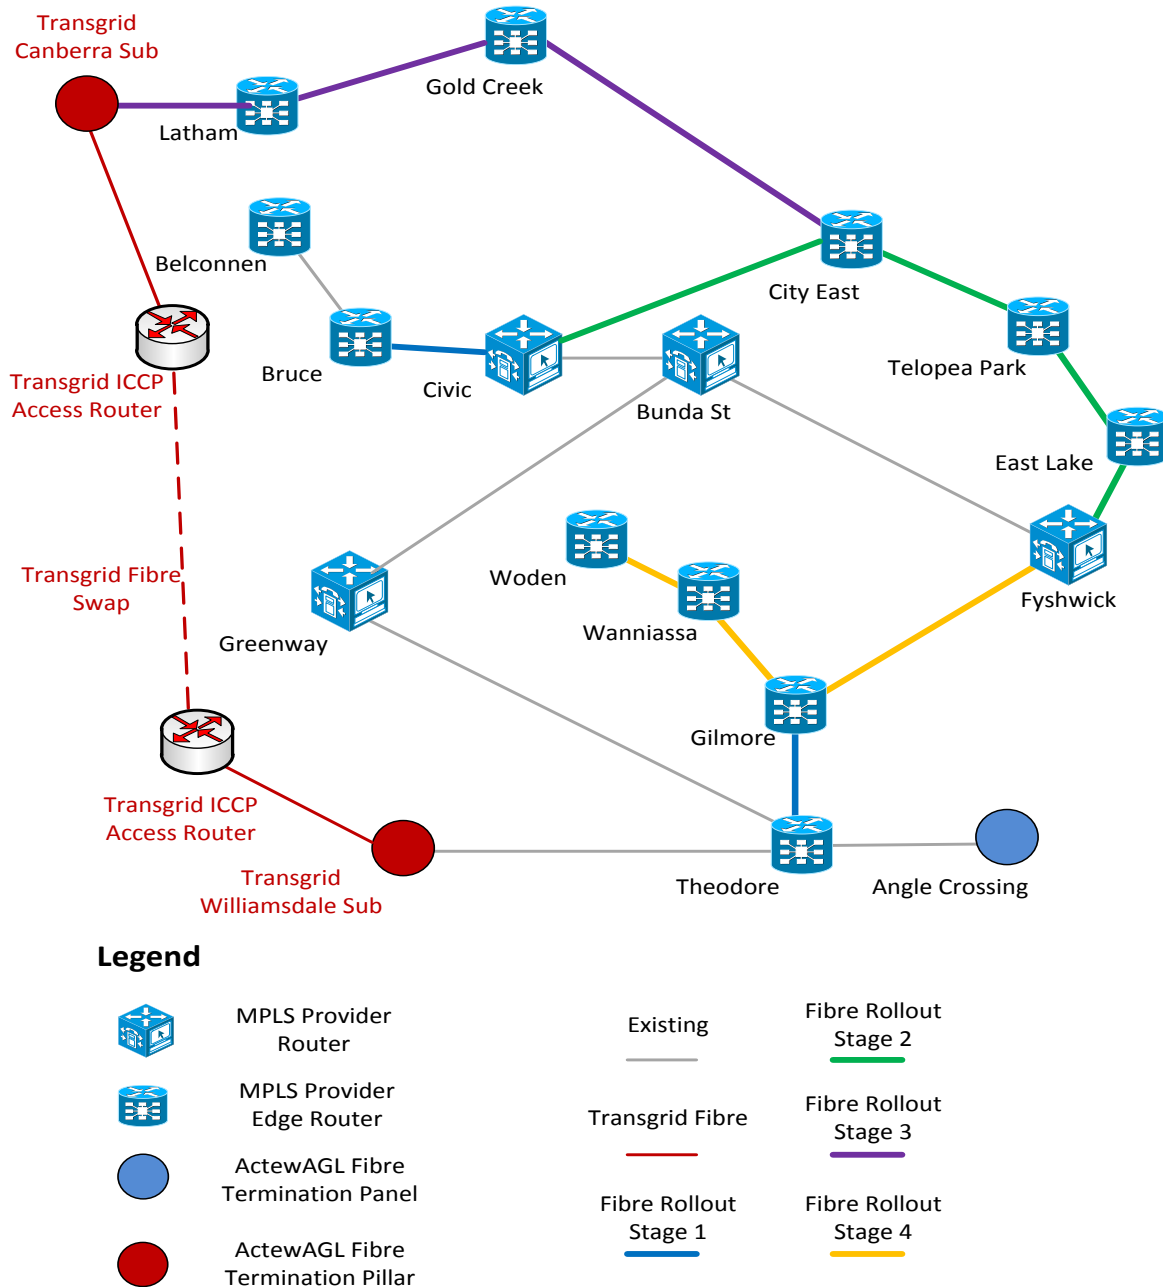 Transgrid
Canberra Sub
Gold Creek
Latham
Belconnen
City East
Bruce
Civic
Bunda St
Telopea Park
Transgrid ICCP
Access Router
East Lake
Transgrid Fibre
Swap
Woden
Fyshwick
Wanniassa
Greenway
Gilmore
Transgrid ICCP
Access Router
Transgrid
Williamsdale Sub
Theodore
Angle Crossing
Legend
MPLS Provider
Router
MPLS Provider
Edge Router
ActewAGL Fibre
Termination Panel
ActewAGL Fibre
Termination Pillar
Existing
Transgrid Fibre
Fibre Rollout
Stage 1
Fibre Rollout
Stage 2
Fibre Rollout
Stage 3
Fibre Rollout
Stage 4